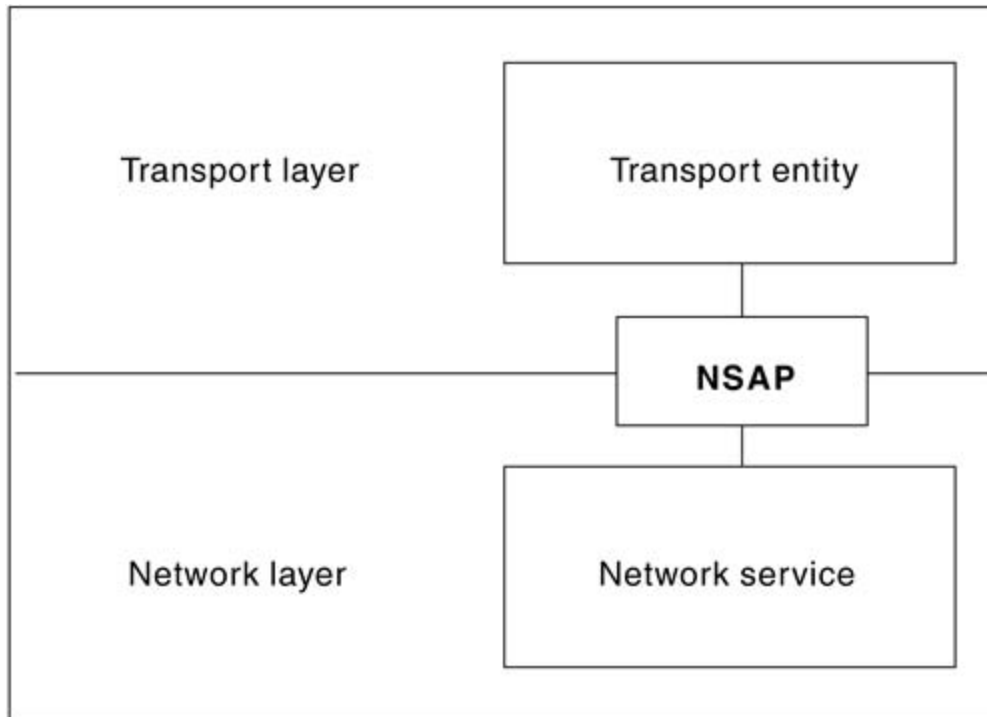 Transport layer
Transport entity
NSAP
Network layer
Network service